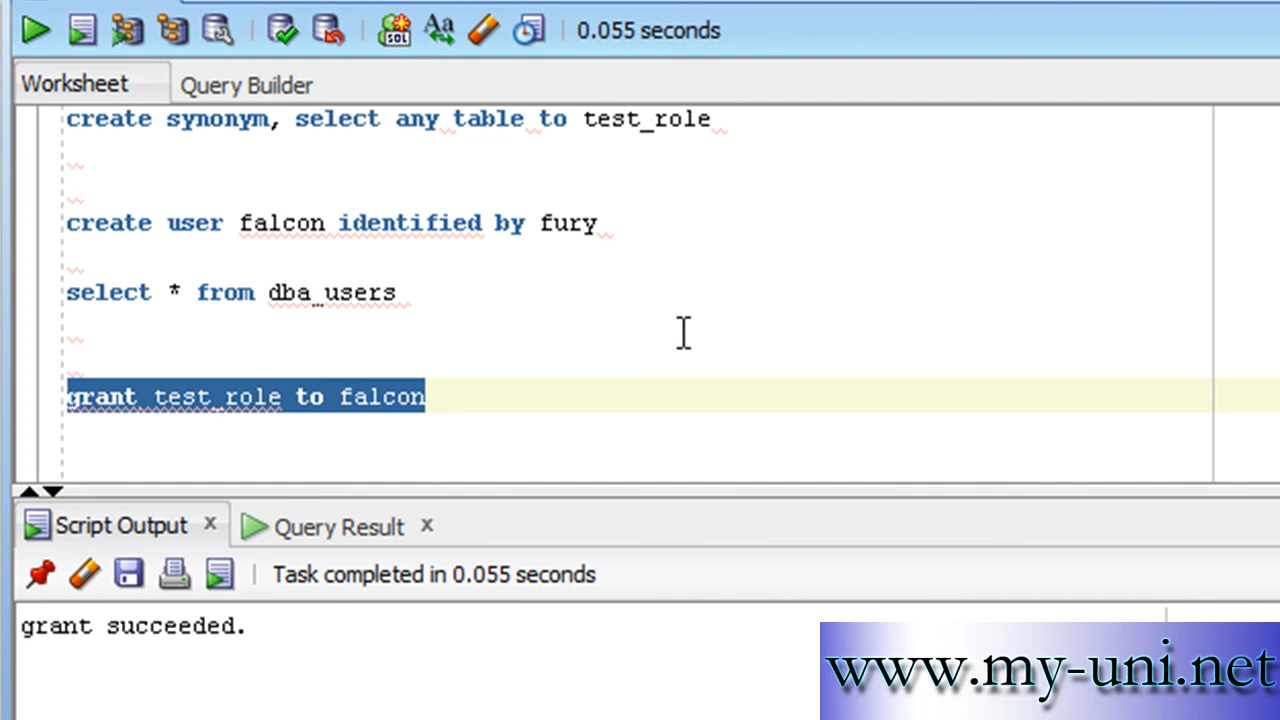 0.055 seconds
Worksheet Query Builder
create synonym, select any table to test_role
create user falcon identified by fury
select * from dba_users
grant test_role to falcon
Script Output x Query Result x
Task completed in 0.055 seconds
grant succeeded.
www.my-uni.net